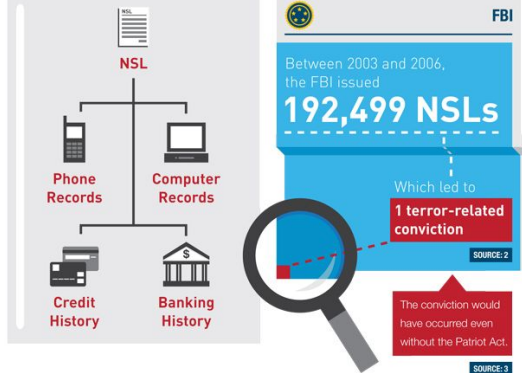 NSL
NSL
Phone
Records
Computer
Records
$
Credit
History
Banking
History
FBI
Between 2003 and 2006,
the FBI issued
192,499 NSLs
Which led to
1 terror-related
conviction
SOURCE: 2
The conviction would
have occurred even
without the Patriot Act.
SOURCE: 3